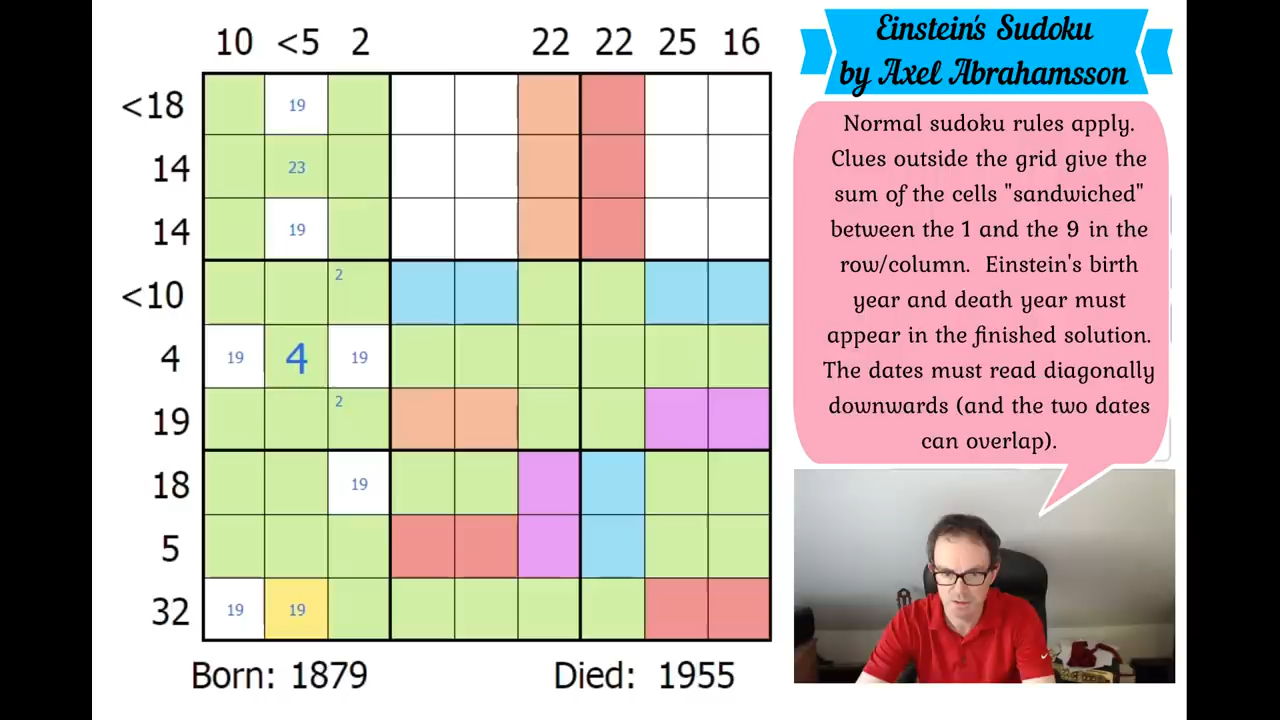 Einstein's Sudoku
by Axel Abrahamsson
Normal sudoku rules apply.
Clues outside the grid give the
sum of the cells "sandwiched"
between the 1 and the 9 in the
row/column. Einstein's birth
year and death year must
appear in the finished solution.
The dates must read diagonally
downwards (and the two dates
can overlap).
10 <5 2 22 22 25 16
<18 19
14 23
14 19
<10 2
4 19 4 19
19 2
18 19
5
32 19 19
Born: 1879 Died: 1955